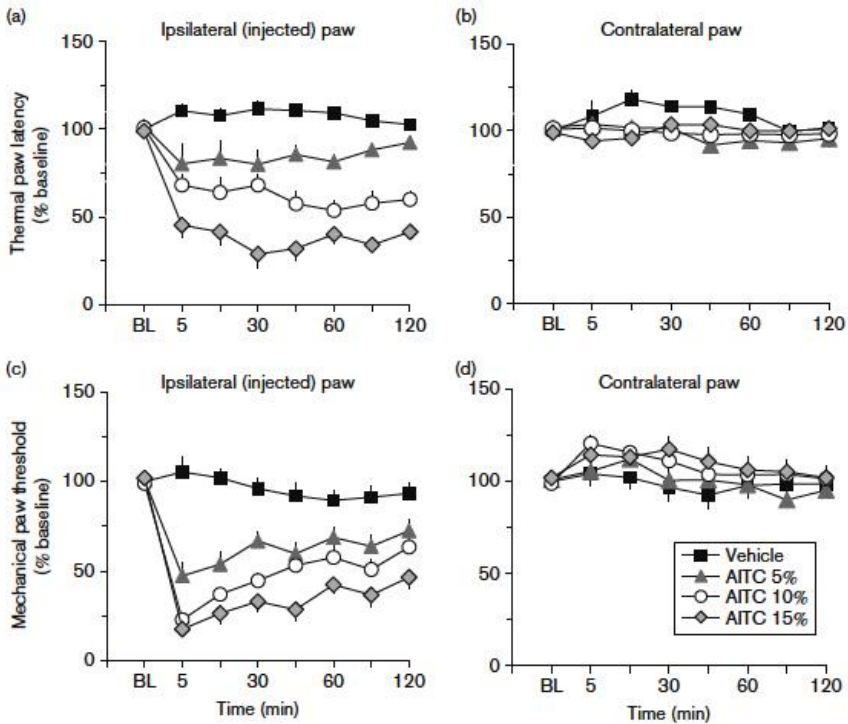 (a)
Ipsilateral (injected) paw
Thermal paw latency
(% baseline)
150
100
50
0
BL 5 30 60 120
(b)
Contralateral paw
150
100
50
0
BL 5 30 60 120
(c)
Ipsilateral (injected) paw
Mechanical paw threshold
(% baseline)
150
100
50
0
BL 5 30 60 120
Time (min)
(d)
Contralateral paw
150
100
50
0
BL 5 30 60 120
Time (min)
Vehicle
AITC 5%
AITC 10%
AITC 15%